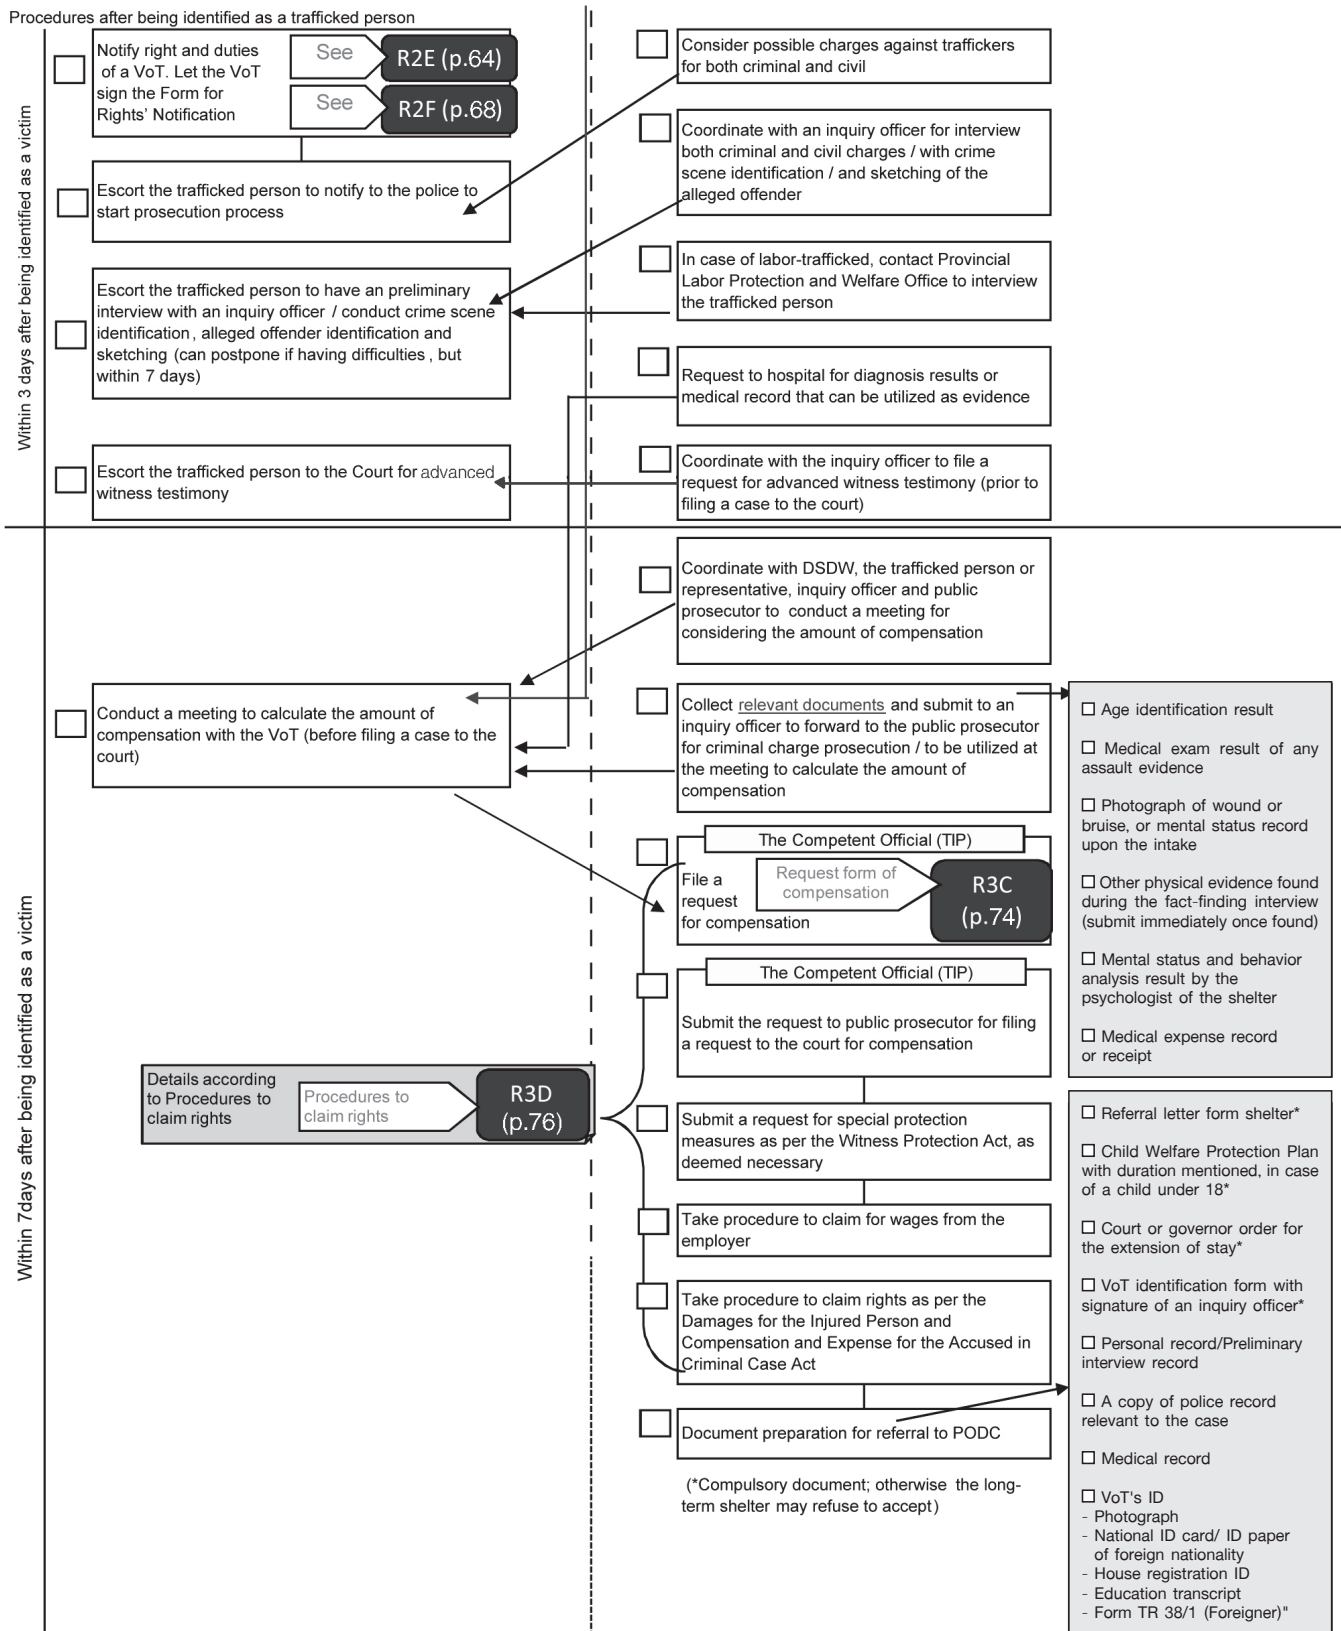 Procedures after being identified as a trafficked person
Within 3 days after being identified as a victim
Notify right and duties
of a VoT. Let the VoT
sign the Form for
Rights' Notification
See
R2E (p.64)
See
R2F (p.68)
Escort the trafficked person to notify to the police to
start prosecution process
Escort the trafficked person to have an preliminary
interview with an inquiry officer / conduct crime scene
identification, alleged offender identification and
sketching (can postpone if having difficulties, but
within 7 days)
Escort the trafficked person to the Court for advanced
witness testimony
Consider possible charges against traffickers
for both criminal and civil
Coordinate with an inquiry officer for interview
both criminal and civil charges / with crime
scene identification / and sketching of the
alleged offender
In case of labor-trafficked, contact Provincial
Labor Protection and Welfare Office to interview
the trafficked person
Request to hospital for diagnosis results or
medical record that can be utilized as evidence
Coordinate with the inquiry officer to file a
request for advanced witness testimony (prior to
filing a case to the court)
Within 7days after being identified as a victim
Conduct a meeting to calculate the amount of
compensation with the VoT (before filing a case to the
court)
Details according
to Procedures to
claim rights
Procedures to
claim rights
R3D
(p.76)
Coordinate with DSDW, the trafficked person or
representative, inquiry officer and public
prosecutor to conduct a meeting for
considering the amount of compensation
Collect relevant documents and submit to an
inquiry officer to forward to the public prosecutor
for criminal charge prosecution / to be utilized at
the meeting to calculate the amount of
compensation
The Competent Official (TIP)
File a
request
for compensation
Request form of
compensation
R3C
(p.74)
The Competent Official (TIP)
Submit the request to public prosecutor for filing
a request to the court for compensation
Submit a request for special protection
measures as per the Witness Protection Act, as
deemed necessary
Take procedure to claim for wages from the
employer
Take procedure to claim rights as per the
Damages for the Injured Person and
Compensation and Expense for the Accused in
Criminal Case Act
Document preparation for referral to PODC
(*Compulsory document; otherwise the long-
term shelter may refuse to accept)
☐ Age identification result
☐ Medical exam result of any
assault evidence
☐ Photograph of wound or
bruise, or mental status record
upon the intake
☐ Other physical evidence found
during the fact-finding interview
(submit immediately once found)
☐ Mental status and behavior
analysis result by the
psychologist of the shelter
☐ Medical expense record
or receipt
☐ Referral letter form shelter*
☐ Child Welfare Protection Plan
with duration mentioned, in case
of a child under 18*
☐ Court or governor order for
the extension of stay*
☐ VoT identification form with
signature of an inquiry officer*
☐ Personal record/Preliminary
interview record
☐ A copy of police record
relevant to the case
☐ Medical record
☐ VoT's ID
- Photograph
- National ID card/ ID paper
of foreign nationality
- House registration ID
- Education transcript
- Form TR 38/1 (Foreigner)"